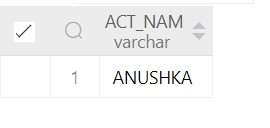 ACT_NAM
varchar
1
ANUSHKA